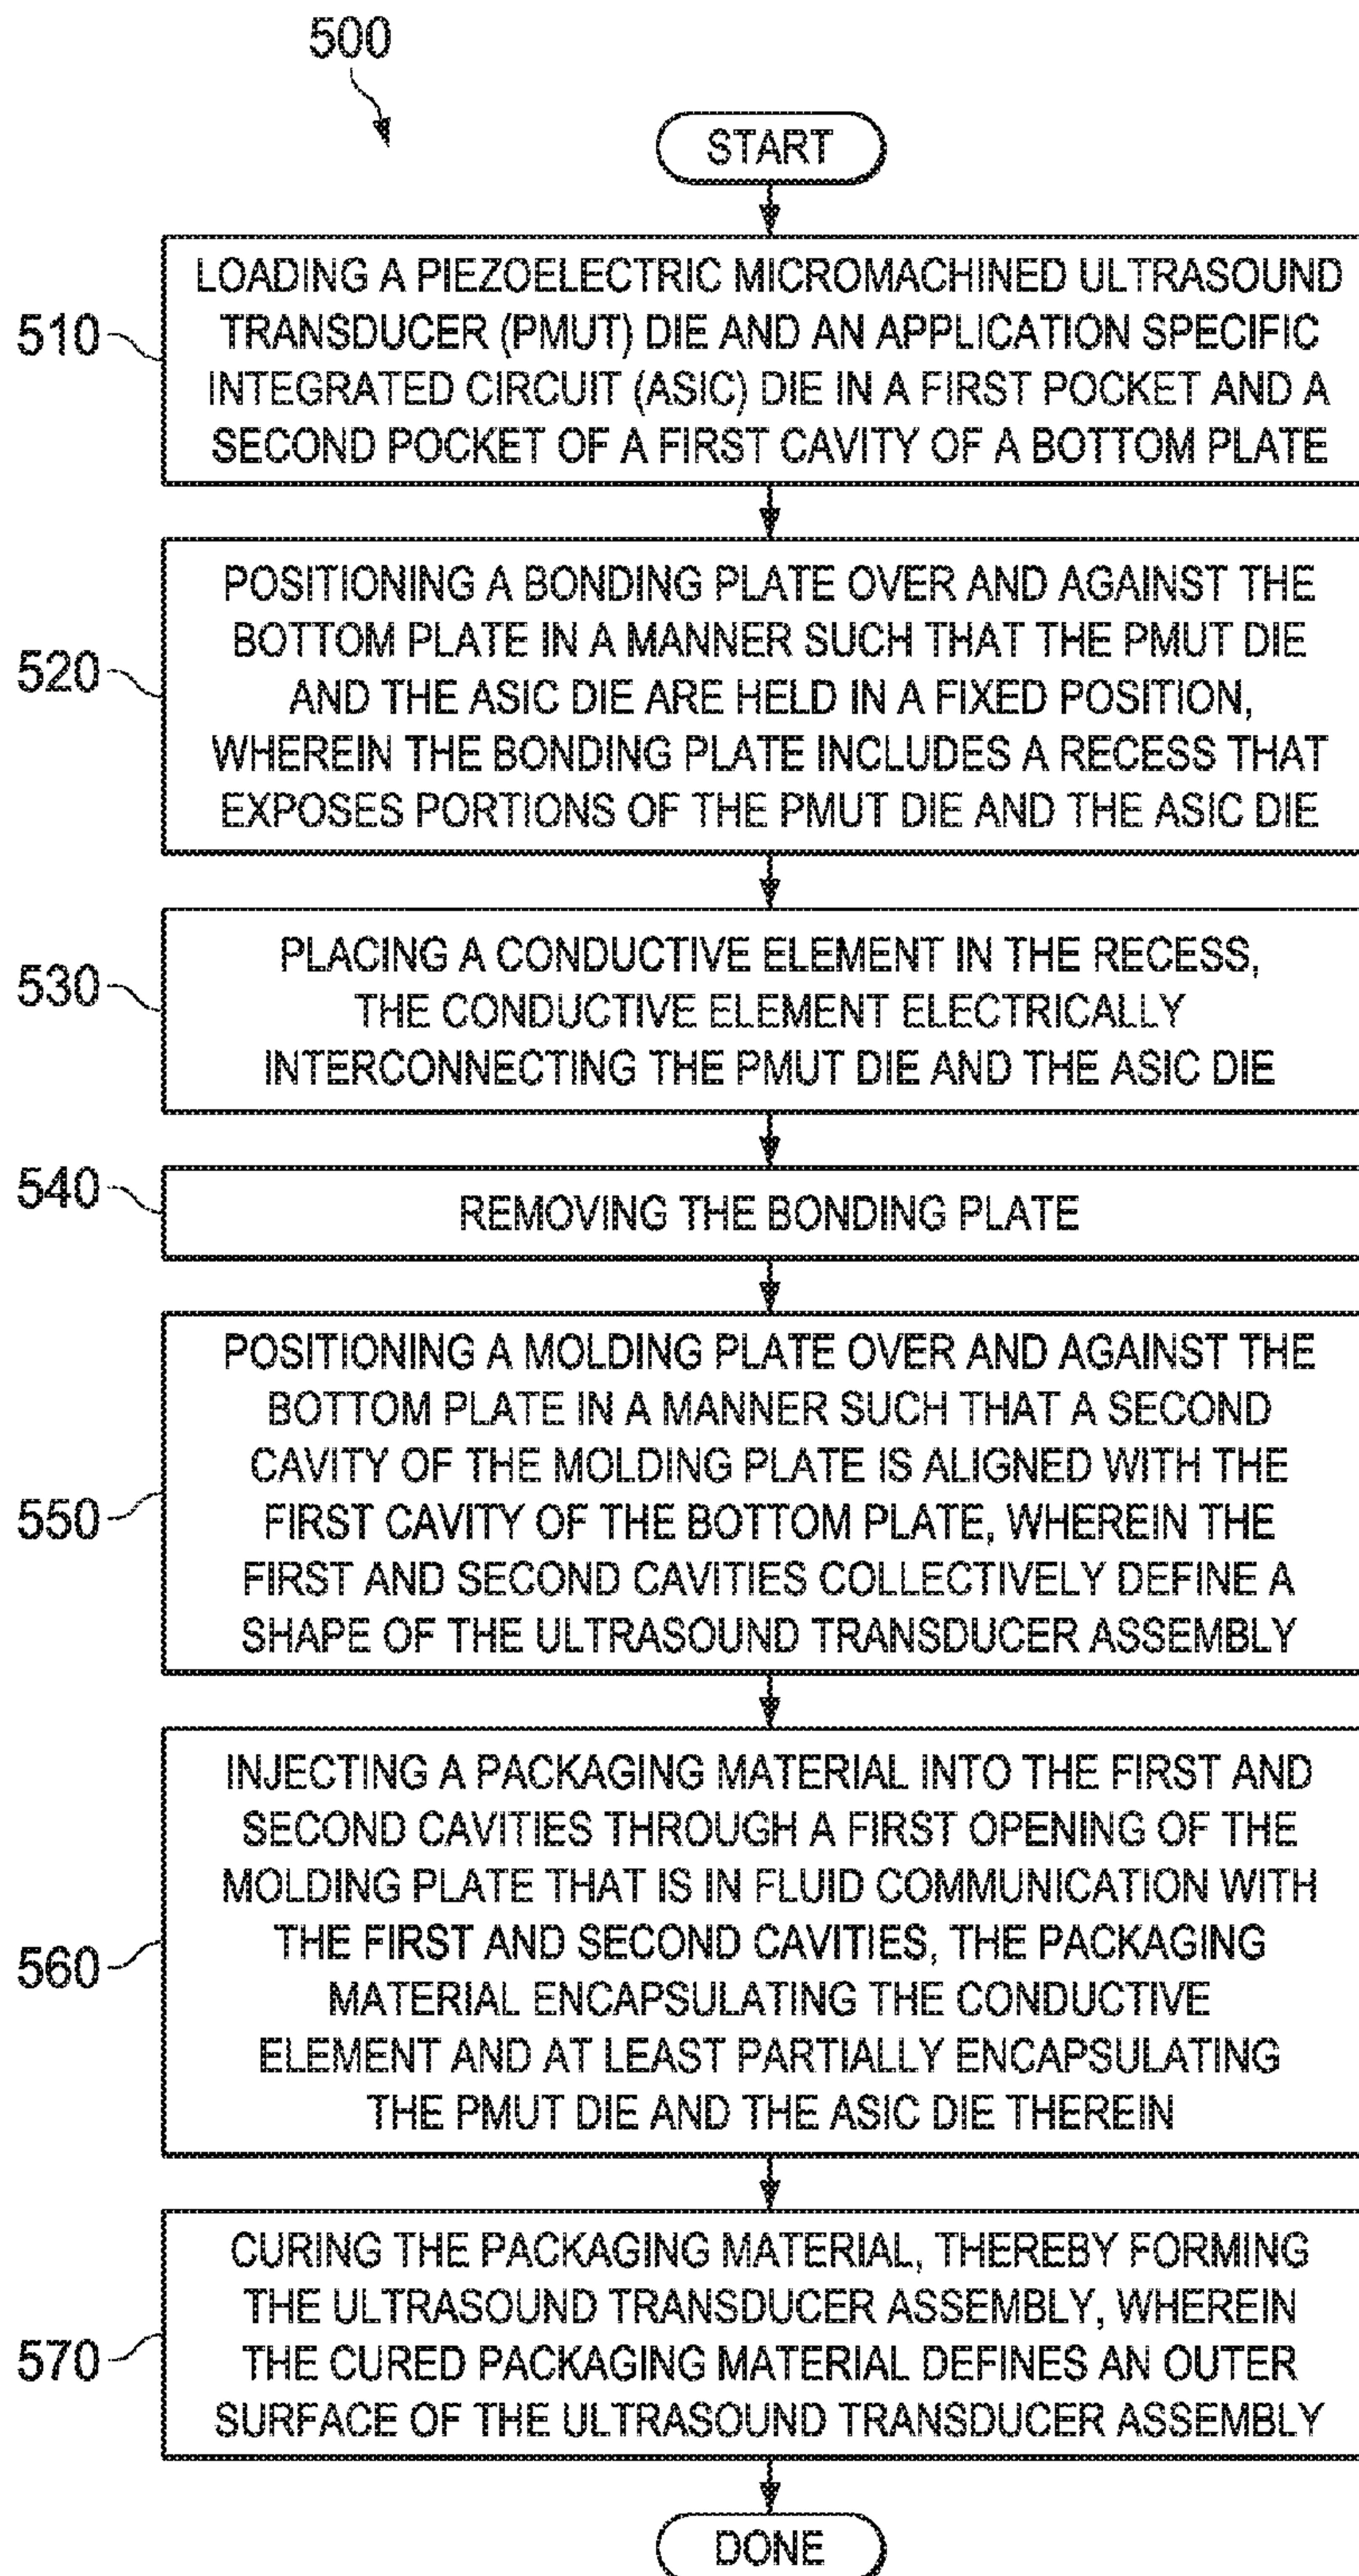 500
START
510
LOADING A PIEZOELECTRIC MICROMACHINED ULTRASOUND
TRANSDUCER (PMUT) DIE AND AN APPLICATION SPECIFIC
INTEGRATED CIRCUIT (ASIC) DIE IN A FIRST POCKET AND A
SECOND POCKET OF A FIRST CAVITY OF A BOTTOM PLATE
520
POSITIONING A BONDING PLATE OVER AND AGAINST THE
BOTTOM PLATE IN A MANNER SUCH THAT THE PMUT DIE
AND THE ASIC DIE ARE HELD IN A FIXED POSITION,
WHEREIN THE BONDING PLATE INCLUDES A RECESS THAT
EXPOSES PORTIONS OF THE PMUT DIE AND THE ASIC DIE
530
PLACING A CONDUCTIVE ELEMENT IN THE RECESS,
THE CONDUCTIVE ELEMENT ELECTRICALLY
INTERCONNECTING THE PMUT DIE AND THE ASIC DIE
540
REMOVING THE BONDING PLATE
550
POSITIONING A MOLDING PLATE OVER AND AGAINST THE
BOTTOM PLATE IN A MANNER SUCH THAT A SECOND
CAVITY OF THE MOLDING PLATE IS ALIGNED WITH THE
FIRST CAVITY OF THE BOTTOM PLATE, WHEREIN THE
FIRST AND SECOND CAVITIES COLLECTIVELY DEFINE A
SHAPE OF THE ULTRASOUND TRANSDUCER ASSEMBLY
560
INJECTING A PACKAGING MATERIAL INTO THE FIRST AND
SECOND CAVITIES THROUGH A FIRST OPENING OF THE
MOLDING PLATE THAT IS IN FLUID COMMUNICATION WITH
THE FIRST AND SECOND CAVITIES, THE PACKAGING
MATERIAL ENCAPSULATING THE CONDUCTIVE
ELEMENT AND AT LEAST PARTIALLY ENCAPSULATING
THE PMUT DIE AND THE ASIC DIE THEREIN
570
CURING THE PACKAGING MATERIAL, THEREBY FORMING
THE ULTRASOUND TRANSDUCER ASSEMBLY, WHEREIN
THE CURED PACKAGING MATERIAL DEFINES AN OUTER
SURFACE OF THE ULTRASOUND TRANSDUCER ASSEMBLY
DONE